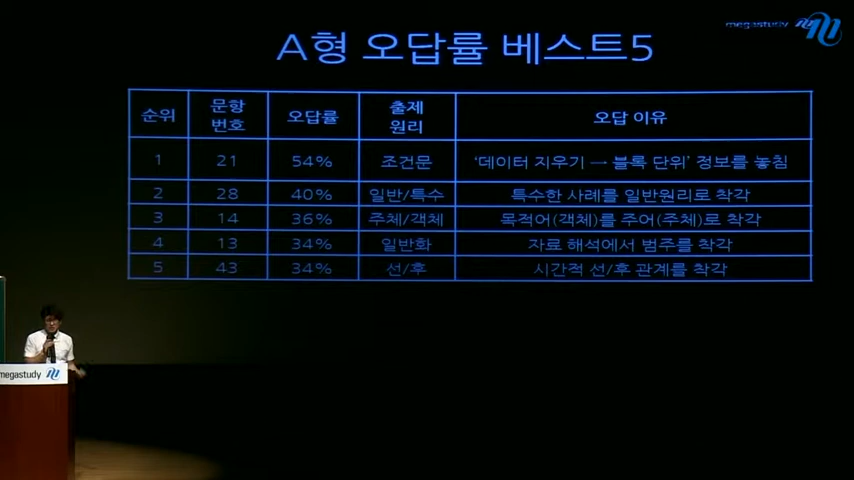 megastudy
A형 오답률 베스트5
순위 문항 번호 오답률 출제 원리 오답 이유
1 21 54% 조건문 '데이터 지우기 → 블록 단위' 정보를 놓침
2 28 40% 일반/특수 특수한 사례를 일반원리로 착각
3 14 36% 주체/객체 목적어(객체)를 주어(주체)로 착각
4 13 34% 일반화 자료 해석에서 범주를 착각
5 43 34% 선/후 시간적 선/후 관계를 착각
megastudy